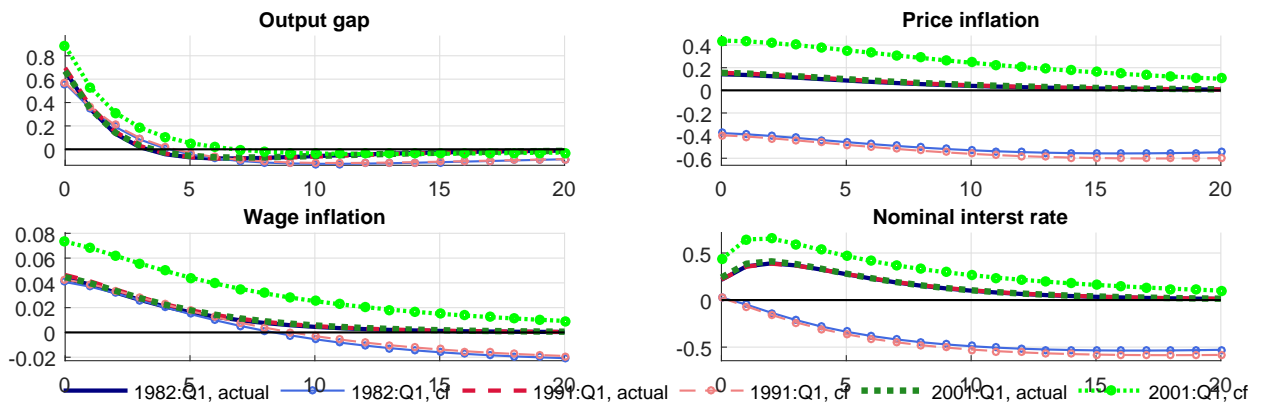 Output gap
0.8
0.6
0.4
0.2
0
0 5 10 15 20
Price inflation
0.4
0.2
0
-0.4
-0.6
0 5 10 15 20
Wage inflation
0.08
0.06
0.04
0.02
0
-0.02
0 5 10 15 20
Nominal interst rate
0.5
0
-0.5
0 5 10 15 20
1982:Q1, actual 1982:Q1, cf 1991:Q1, actual 1991:Q1, cf 2001:Q1, actual 2001:Q1, cf